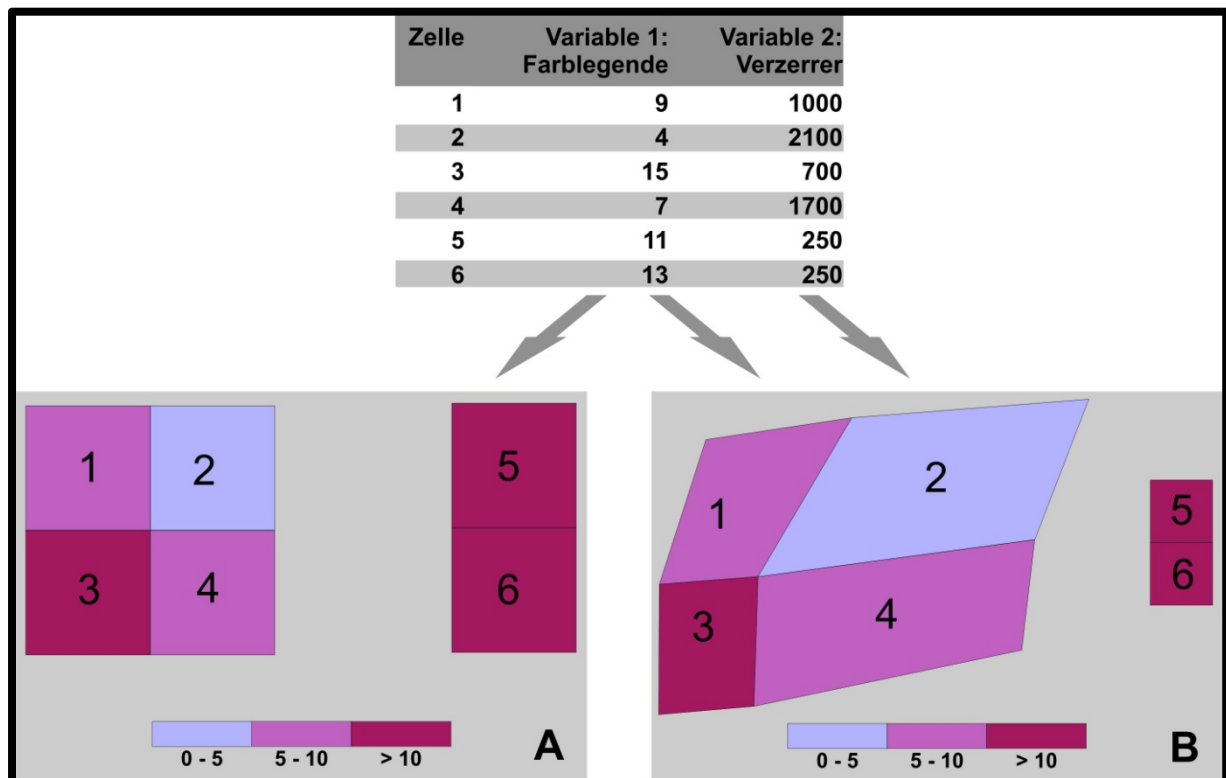 Zelle Variable 1: Variable 2:
Farblegende Verzerrer
1 9 1000
2 4 2100
3 15 700
4 7 1700
5 11 250
6 13 250
1 2
3 4
5
6
0 - 5 5 - 10 > 10
A
1 2
3 4
5
6
0 - 5 5 - 10 > 10
B